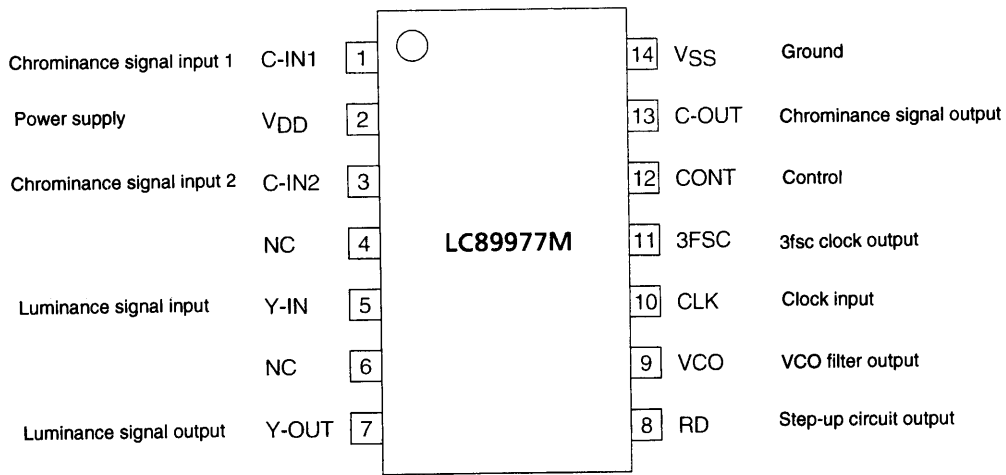 Chrominance signal input 1 C-IN1 1 14 VSS Ground
Power supply VDD 2 13 C-OUT Chrominance signal output
Chrominance signal input 2 C-IN2 3 12 CONT Control
NC 4 LC89977M 11 3FSC 3fsc clock output
Luminance signal input Y-IN 5 10 CLK Clock input
NC 6 9 VCO VCO filter output
Luminance signal output Y-OUT 7 8 RD Step-up circuit output